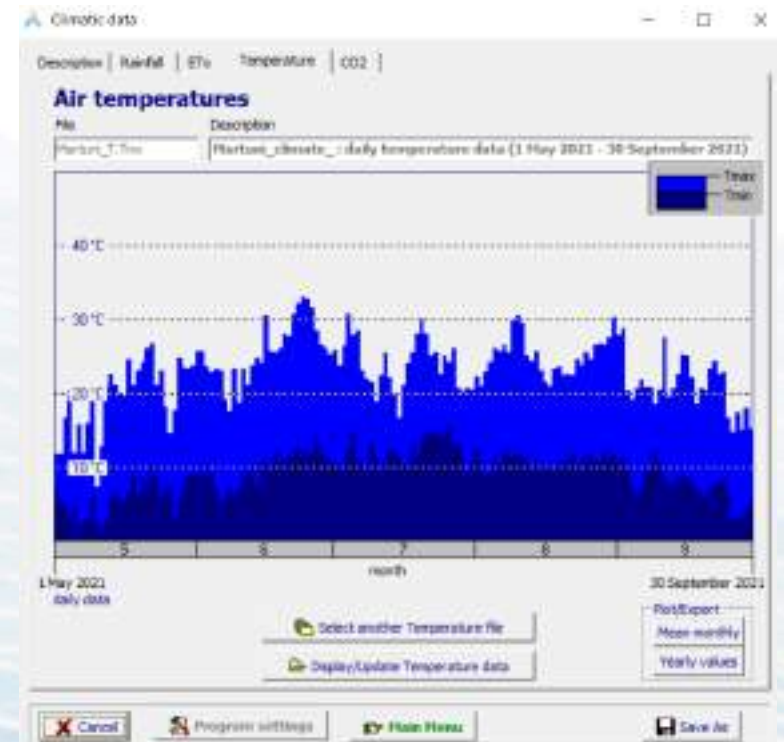 Climatic data
Description Rainfall ETo Temperature CO2
Air temperatures
File Description
daily temperature data (1 May 2021 - 30 September 2021)
Tmax
Tmin
40 °C
30 °C
20 °C
10 °C
5 6 7 8 9
month
1 May 2021 30 September 2021
daily data
Plot/Export
Select another Temperature file
Mean monthly
Display/Update Temperature data
Yearly values
Cancel Program settings Main Menu Save As